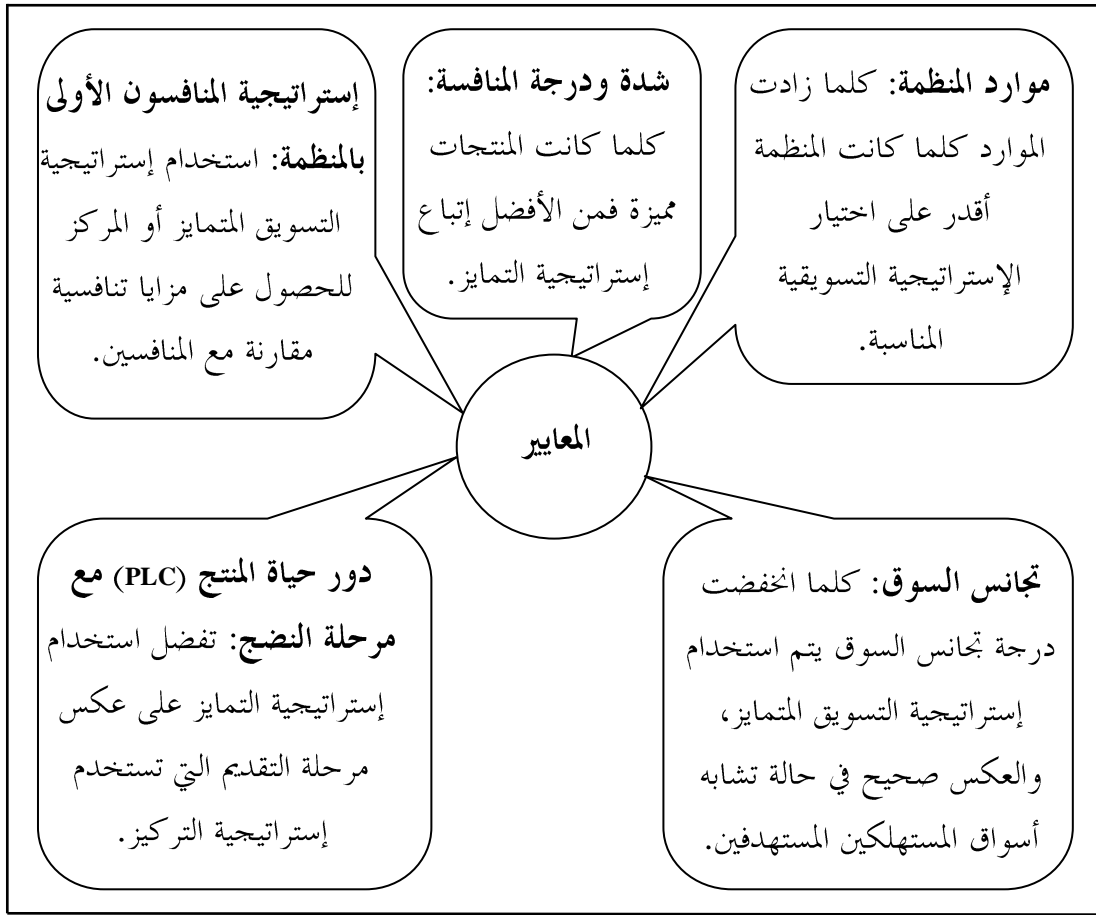 موارد المنظمة: كلما زادت
الموارد كلما كانت المنظمة
أقدر على اختيار
الإستراتيجية التسويقية
المناسبة.
شدة ودرجة المنافسة:
كلما كانت المنتجات
مميزة فمن الأفضل إتباع
إستراتيجية التمايز.
إستراتيجية المنافسون الأولى
بالمنظمة: استخدام إستراتيجية
التسويق المتمايز أو المركز
للحصول على مزايا تنافسية
مقارنة مع المنافسين.
المعايير
تجانس السوق: كلما انخفضت
درجة تجانس السوق يتم استخدام
إستراتيجية التسويق المتمايز،
والعكس صحيح في حالة تشابه
أسواق المستهلكين المستهدفين.
دور حياة المنتج (PLC) مع
مرحلة النضج: تفضل استخدام
إستراتيجية التمايز على عكس
مرحلة التقديم التي تستخدم
إستراتيجية التركيز.